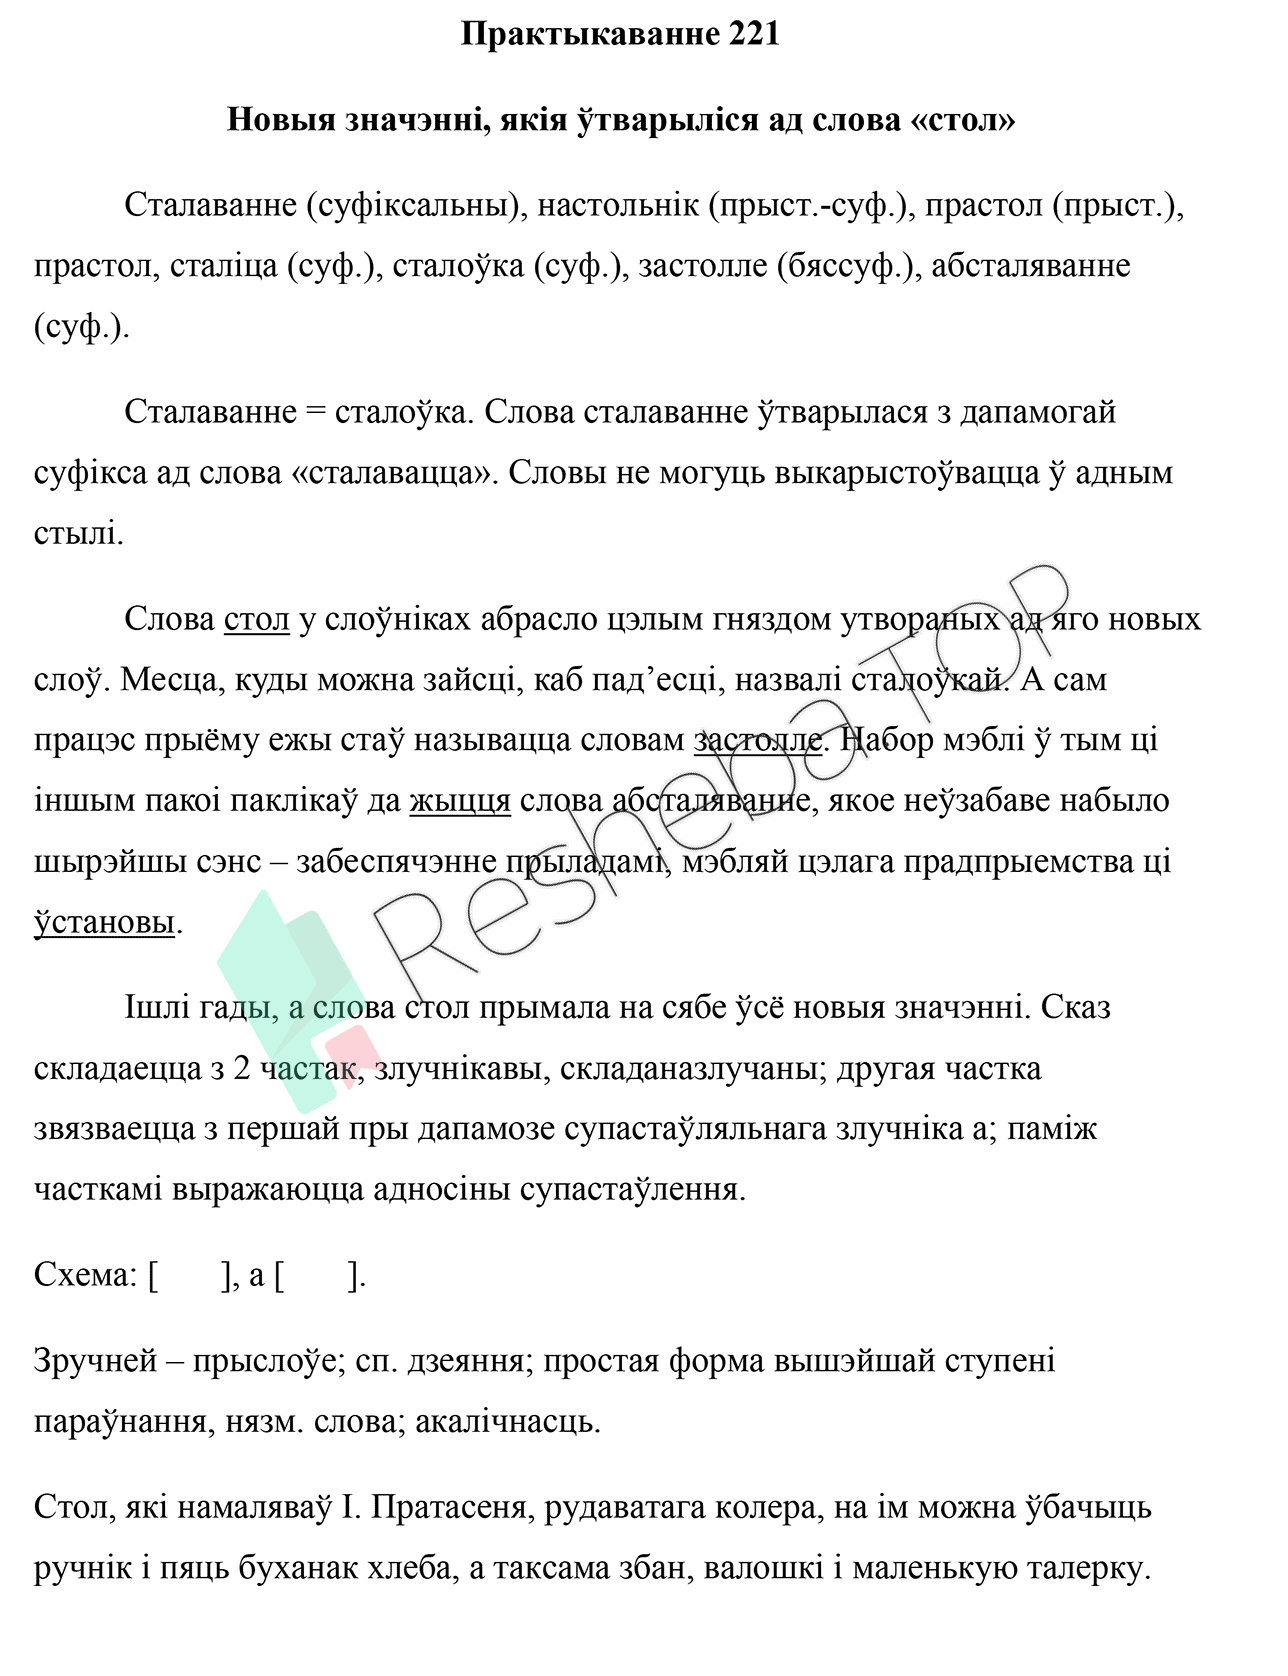 Практыкаванне 221
Новыя значэнні, якія ўтварыліся ад слова «стол»
Сталаванне (суфіксальны), настольнік (прыст.-суф.), прастол (прыст.),
прастол, сталіца (суф.), сталоўка (суф.), застолле (бяссуф.), абсталяванне
(суф.).
Сталаванне = сталоўка. Слова сталаванне ўтварылася з дапамогай
суфікса ад слова «сталавацца». Словы не могуць выкарыстоўвацца ў адным
стылі.
Слова стол у слоўніках абрасло цэлым гняздом утвораных ад яго новых
слоў. Месца, куды можна зайсці, каб пад’есці, назвалі сталоўкай. А сам
працэс прыёму ежы стаў называцца словам застолле. Набор мэблі ў тым ці
іншым пакоі паклікаў да жыцця слова абсталяванне, якое неўзабаве набыло
шырэйшы сэнс – забеспячэнне прыладамі, мэбляй цэлага прадпрыемства ці
ўстановы.
Ішлі гады, а слова стол прымала на сябе ўсё новыя значэнні. Сказ
складаецца з 2 частак, злучнікавы, складаназлучаны; другая частка
звязваецца з першай пры дапамозе супастаўляльнага злучніка а; паміж
часткамі выражаюцца адносіны супастаўлення.
Схема: [ ], а [ ].
Зручней – прыслоўе; сп. дзеяння; простая форма вышэйшай ступені
параўнання, нязм. слова; акалічнасць.
Стол, які намаляваў І. Пратасеня, рудаватага колера, на ім можна ўбачыць
ручнік і пяць буханак хлеба, а таксама збан, валошкі і маленькую талерку.
Resheba TOP